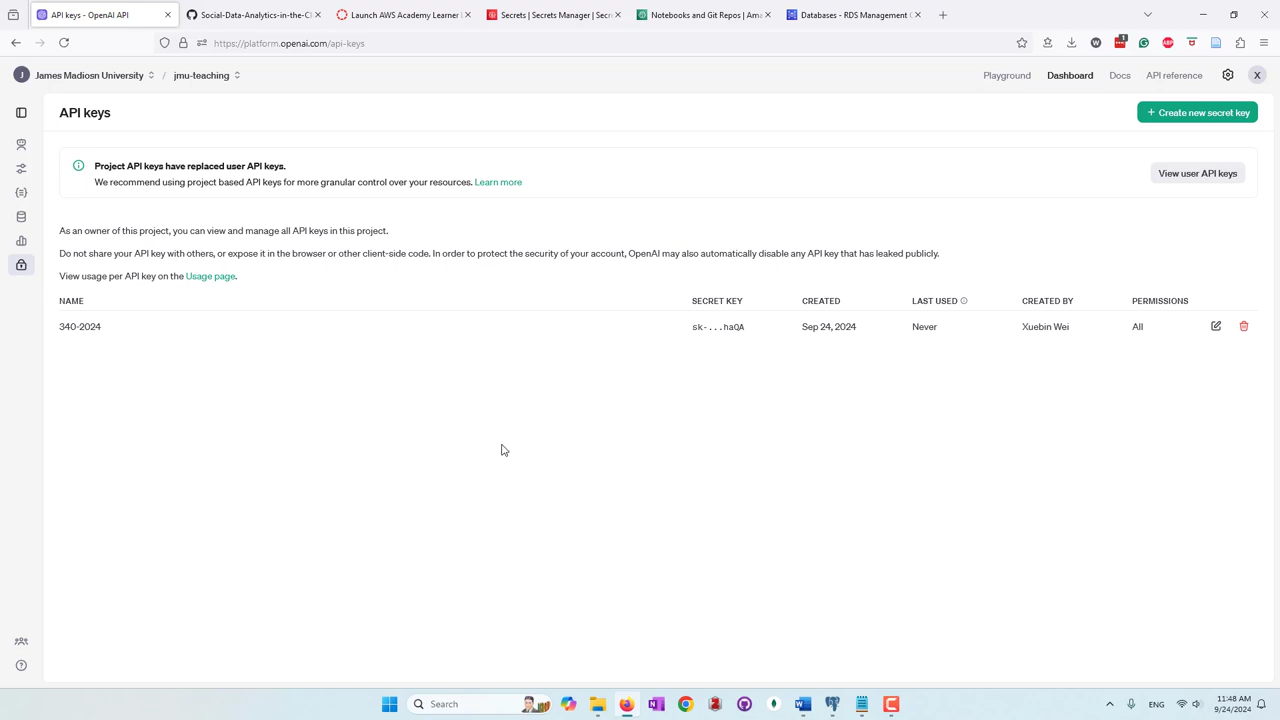 API keys - OpenAI API
Social-Data-Analytics-in-the-Cl
Launch AWS Academy Learner
Secrets | Secrets Manager | Secr
Notebooks and Git Repos | Ama
Databases - RDS Management C
https://platform.openai.com/api-keys
W
1
ABP
J
James Madiosn University
/
jmu-teaching
Playground
Dashboard
Docs
API reference
X
API keys
+ Create new secret key
Project API keys have replaced user API keys.
We recommend using project based API keys for more granular control over your resources. Learn more
View user API keys
As an owner of this project, you can view and manage all API keys in this project.
Do not share your API key with others, or expose it in the browser or other client-side code. In order to protect the security of your account, OpenAI may also automatically disable any API key that has leaked publicly.
View usage per API key on the Usage page.
NAME SECRET KEY CREATED LAST USED CREATED BY PERMISSIONS
340-2024 sk-...haQA Sep 24, 2024 Never Xuebin Wei All
Search
ENG
11:48 AM
9/24/2024